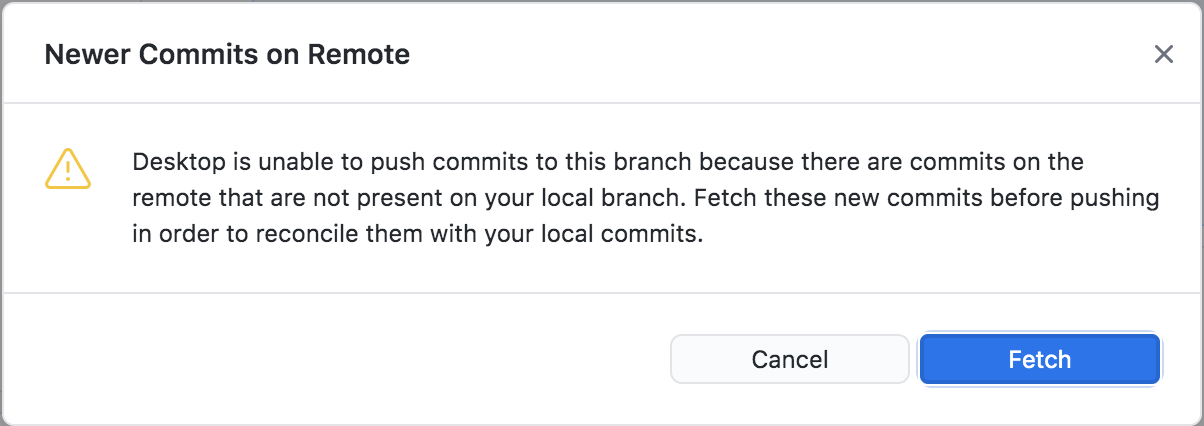 Newer Commits on Remote
Desktop is unable to push commits to this branch because there are commits on the
remote that are not present on your local branch. Fetch these new commits before pushing
in order to reconcile them with your local commits.
Cancel
Fetch